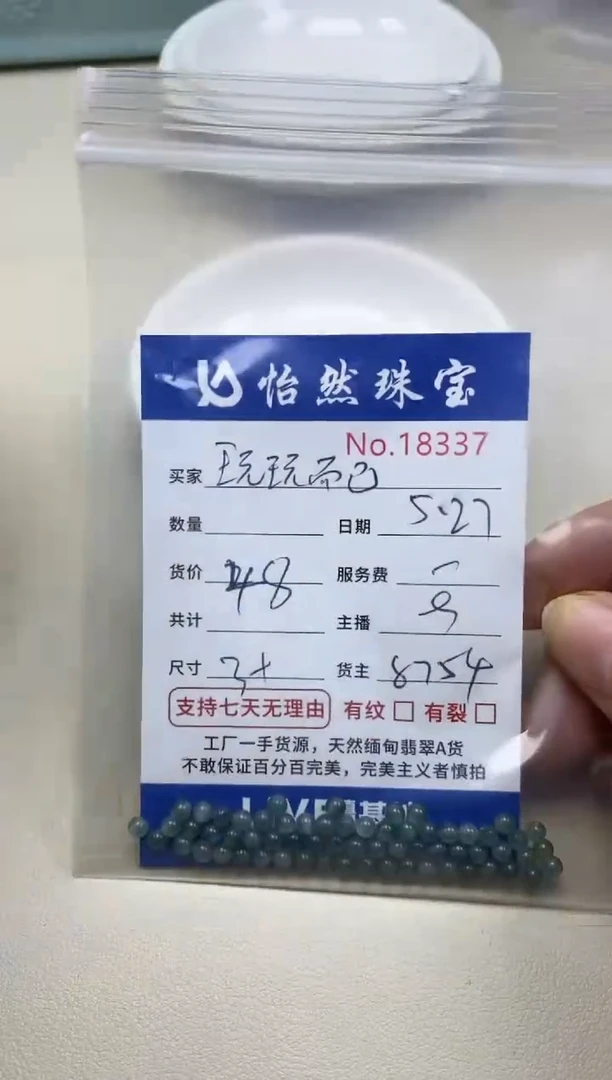 怡然珠宝
No.18337
买家 玩玩而已
数量 日期 5.27
货价 48 服务费
共计 主播
尺寸 3+ 货主 8754
支持七天无理由 有纹 □ 有裂 □
工厂一手货源，天然缅甸翡翠A货
不敢保证百分百完美，完美主义者慎拍